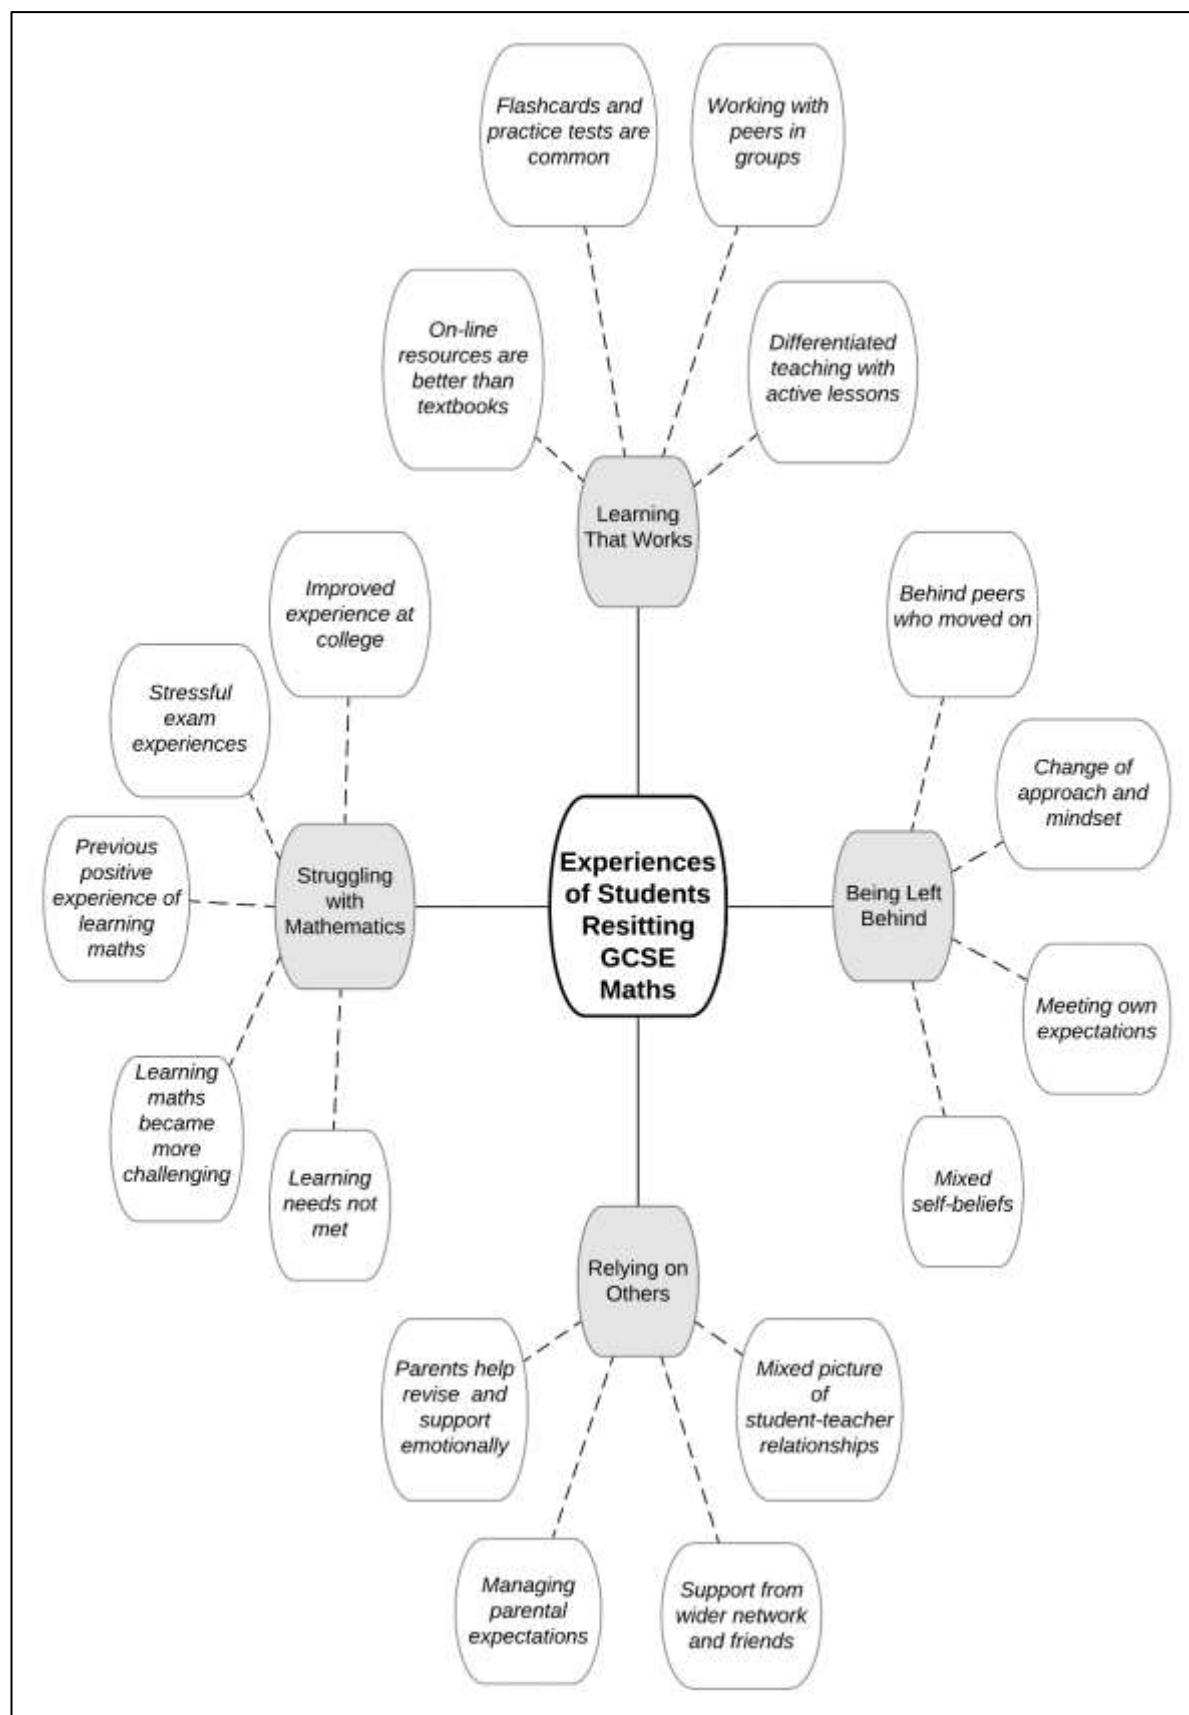 Flashcards and
practice tests are
common
Working with
peers in
groups
On-line
resources are
better than
textbooks
Differentiated
teaching with
active lessons
Learning
That Works
Improved
experience at
college
Behind peers
who moved on
Stressful
exam
experiences
Change of
approach and
mindset
Previous
positive
experience of
learning
maths
Struggling
with
Mathematics
Experiences
of Students
Resitting
GCSE
Maths
Being Left
Behind
Meeting own
expectations
Learning
maths
became
more
challenging
Learning
needs not
met
Mixed
self-beliefs
Relying on
Others
Parents help
revise and
support
emotionally
Mixed picture
of
student-teacher
relationships
Managing
parental
expectations
Support from
wider network
and friends